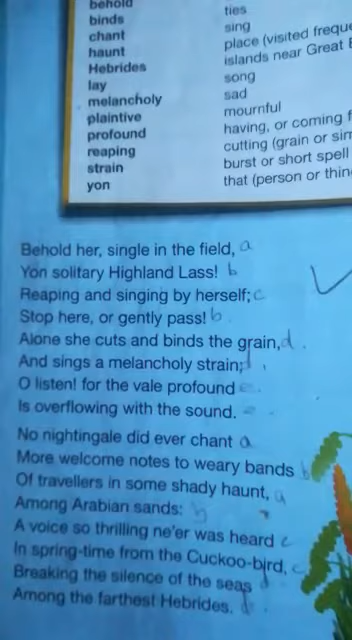 behold
binds ties
chant sing
haunt place (visited
Hebrides islands near Great
lay song
melancholy sad
plaintive mournful
profound having, or coming
reaping cutting (grain or
strain burst or short spell
yon that (person or
Behold her, single in the field, a
Yon solitary Highland Lass! b
Reaping and singing by herself; c
Stop here, or gently pass! b
Alone she cuts and binds the grain, d
And sings a melancholy strain;
O listen! for the vale profound e
Is overflowing with the sound. e
No nightingale did ever chant a
More welcome notes to weary bands b
Of travellers in some shady haunt, a
Among Arabian sands: b
A voice so thrilling ne'er was heard c
In spring-time from the Cuckoo-bird, c
Breaking the silence of the seas d
Among the farthest Hebrides. d